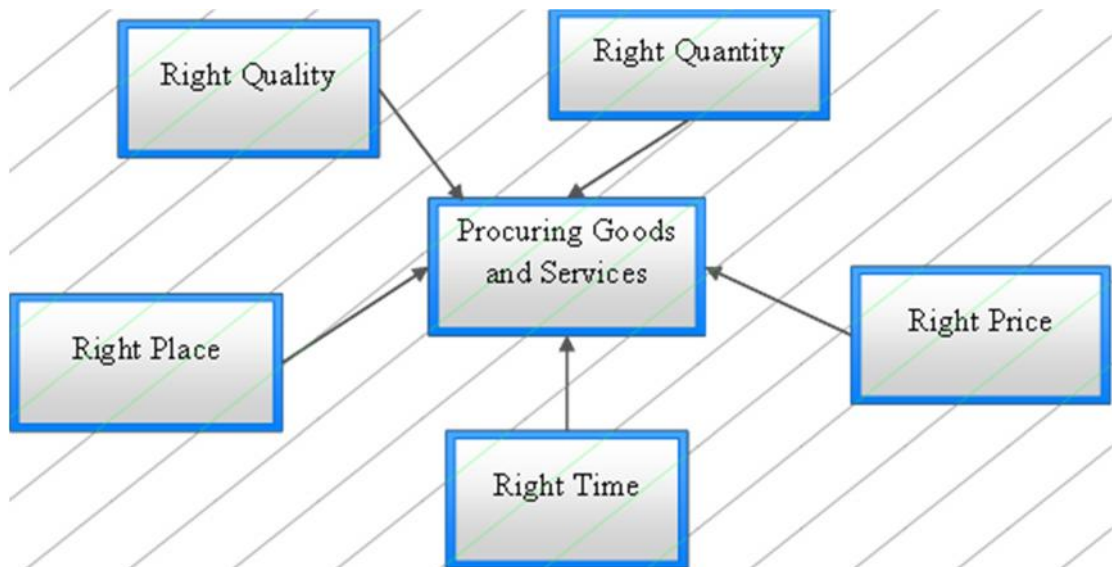 Right Quality
Right Quantity
Procuring Goods
and Services
Right Place
Right Price
Right Time